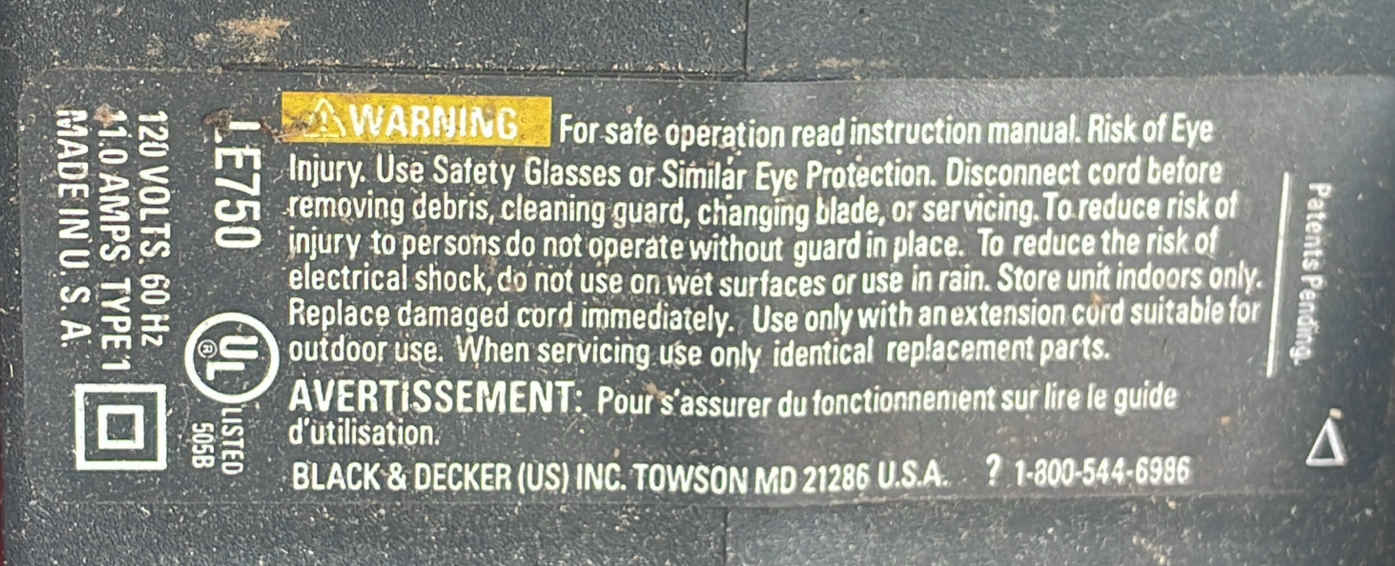 WARNING For safe operation read instruction manual. Risk of Eye
Injury. Use Safety Glasses or Similar Eye Protection. Disconnect cord before
removing debris, cleaning guard, changing blade, or servicing. To reduce risk of
injury to persons do not operate without guard in place. To reduce the risk of
electrical shock, do not use on wet surfaces or use in rain. Store unit indoors only.
Replace damaged cord immediately. Use only with an extension cord suitable for
outdoor use. When servicing use only identical replacement parts.
AVERTISSEMENT: Pour s'assurer du fonctionnement sur lire le guide
d'utilisation.
BLACK & DECKER (US) INC. TOWSON MD 21286 U.S.A. ? 1-800-544-6986
LE750
120 VOLTS 60 Hz
11.0 AMPS TYPE 1
MADE IN U.S.A.
UL ®
LISTED
505B
Patents Pending.